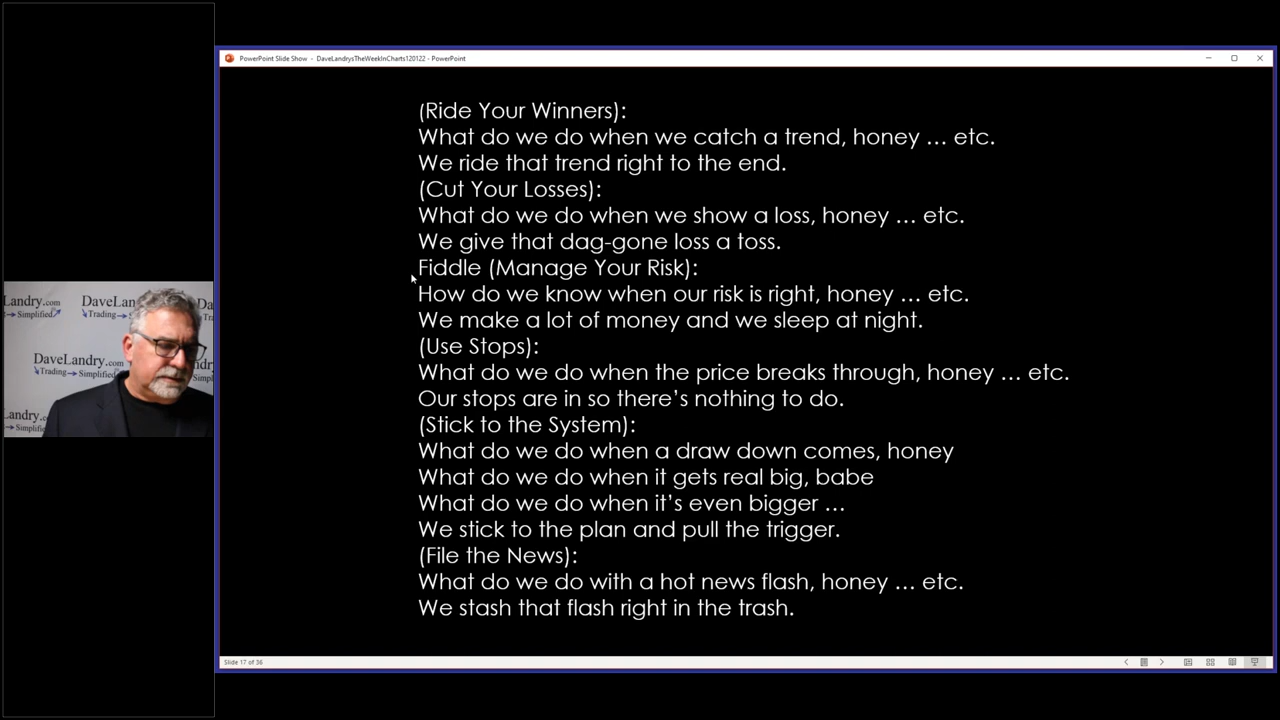 PowerPoint Slide Show - DaveLandrysTheWeekInCharts120122 - PowerPoint
(Ride Your Winners):
What do we do when we catch a trend, honey … etc.
We ride that trend right to the end.
(Cut Your Losses):
What do we do when we show a loss, honey … etc.
We give that dag-gone loss a toss.
Fiddle (Manage Your Risk):
How do we know when our risk is right, honey … etc.
We make a lot of money and we sleep at night.
(Use Stops):
What do we do when the price breaks through, honey … etc.
Our stops are in so there’s nothing to do.
(Stick to the System):
What do we do when a draw down comes, honey
What do we do when it gets real big, babe
What do we do when it’s even bigger …
We stick to the plan and pull the trigger.
(File the News):
What do we do with a hot news flash, honey … etc.
We stash that flash right in the trash.
Slide 17 of 36
Landry.com
Simplified
DaveLandry
Trading
DaveLandry.com
Trading Simplified
Landry.com
Simplified